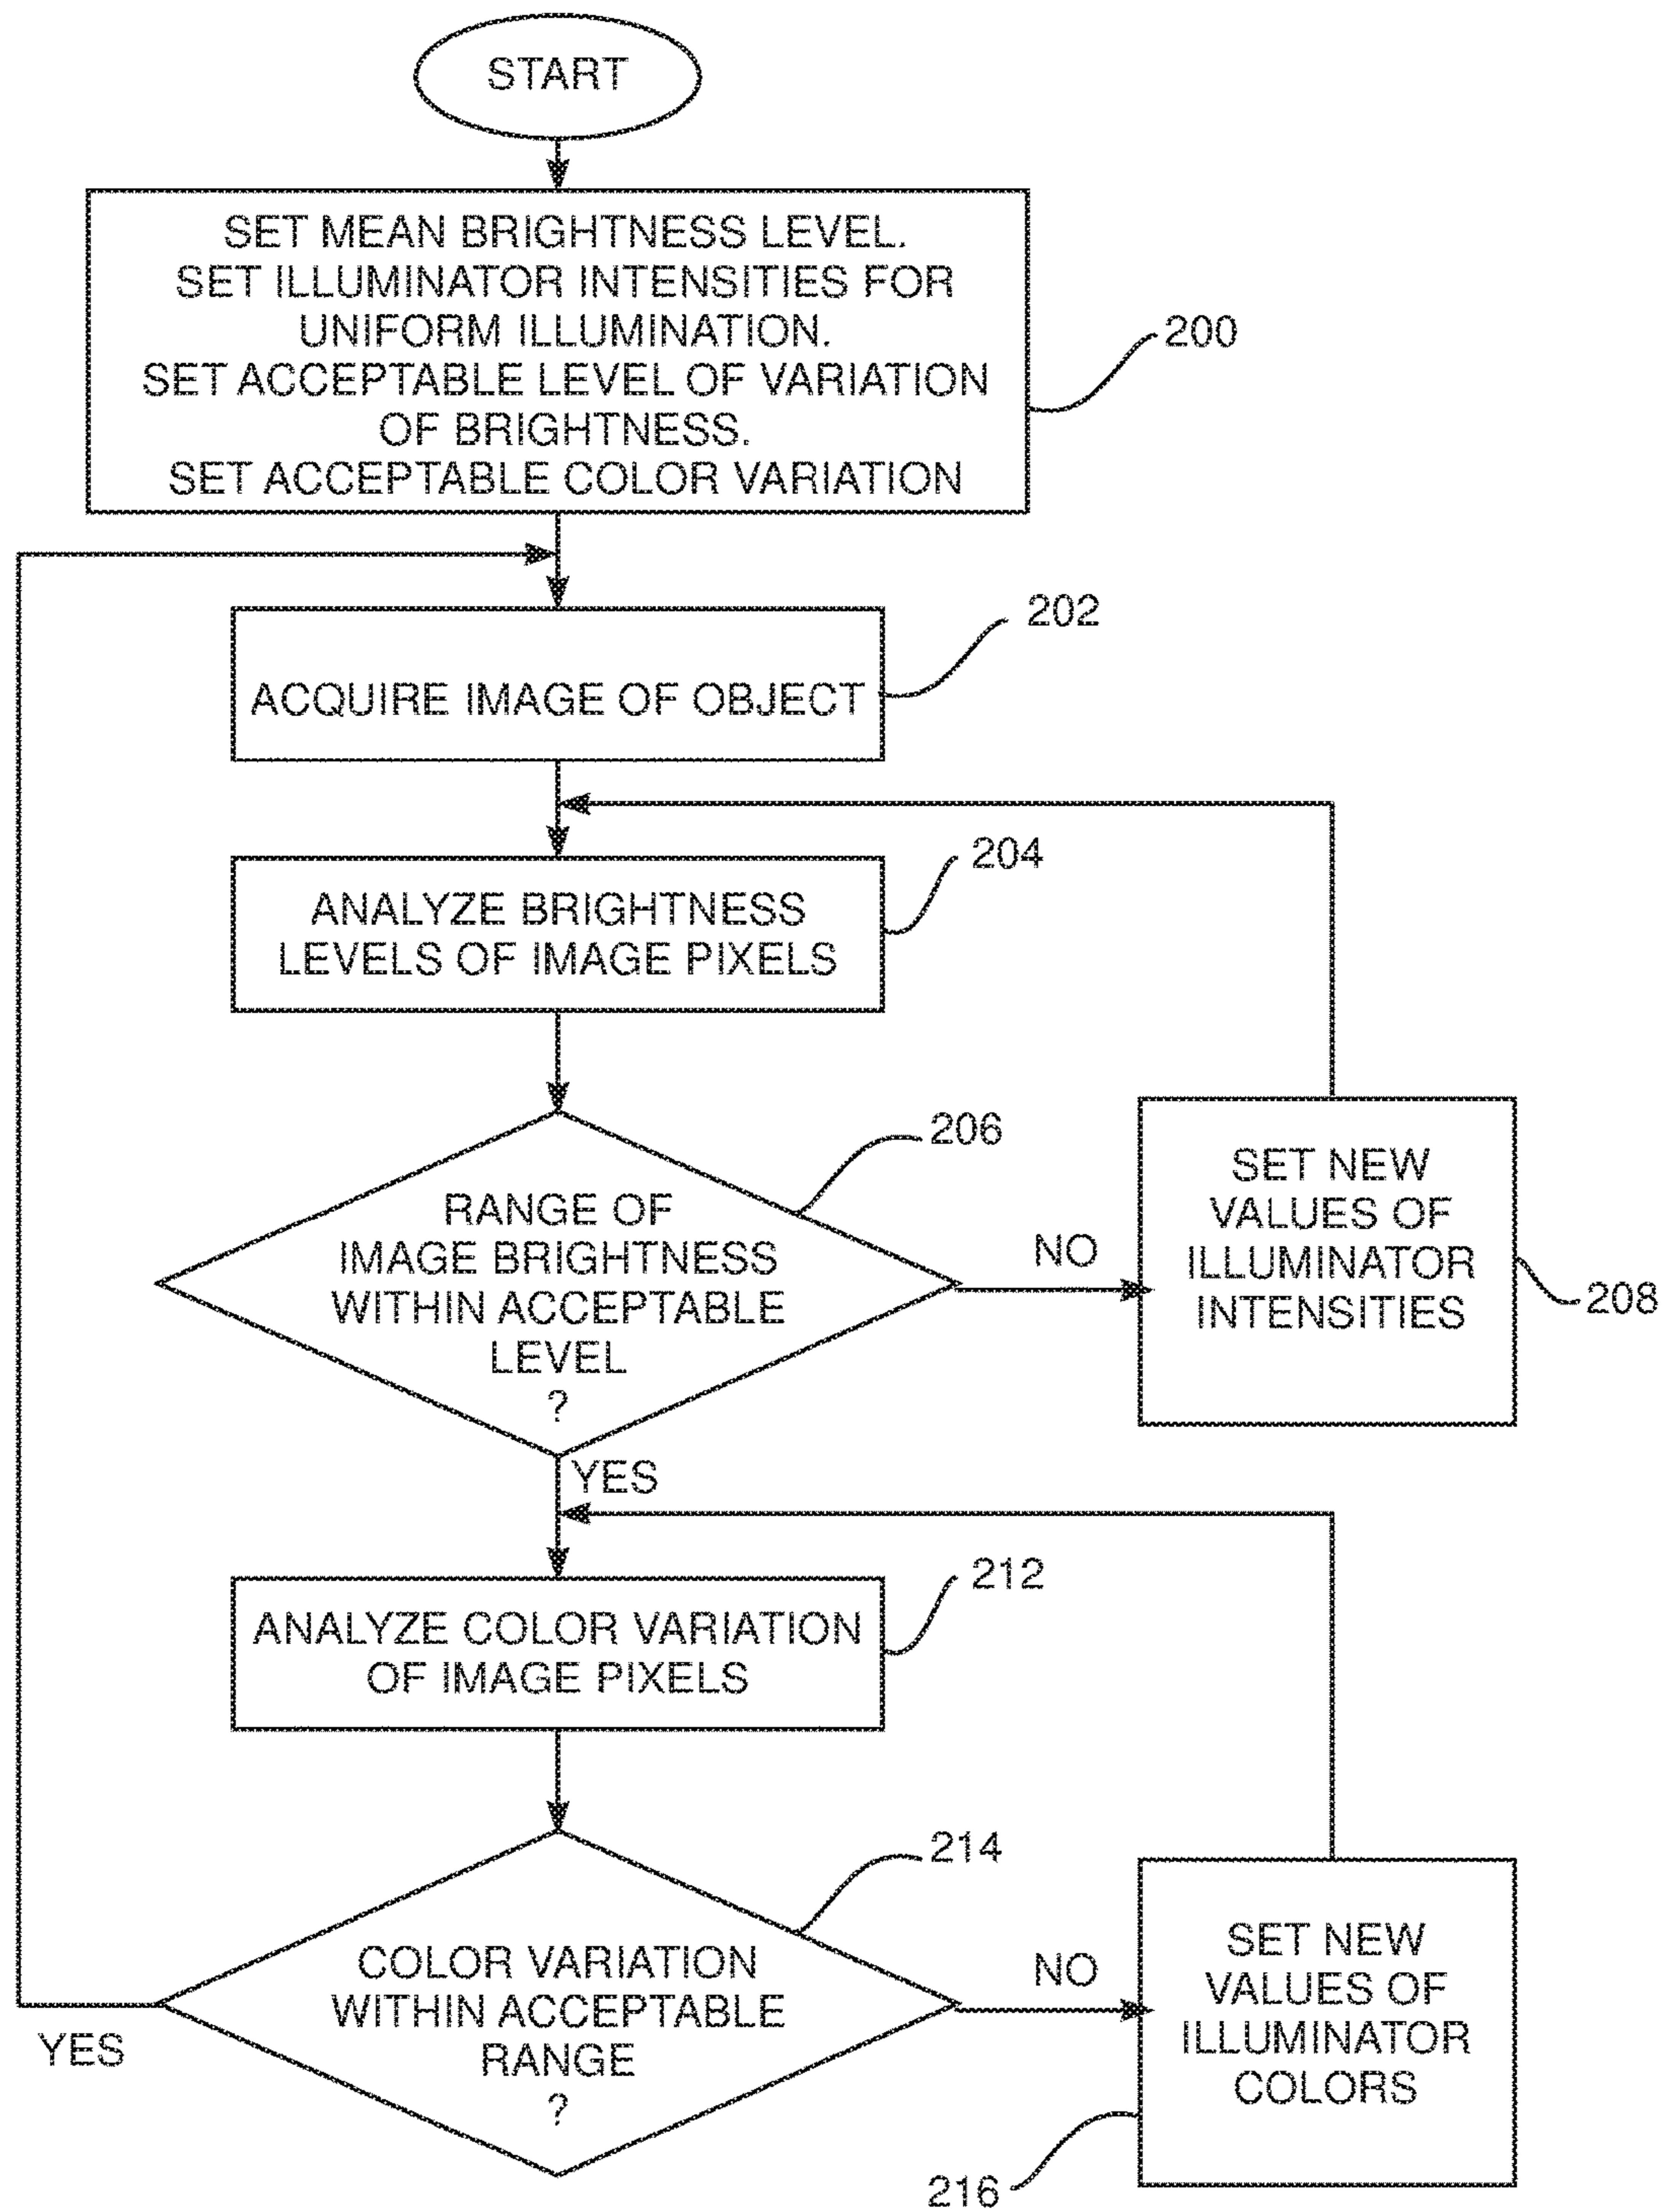 START
SET MEAN BRIGHTNESS LEVEL.
SET ILLUMINATOR INTENSITIES FOR
UNIFORM ILLUMINATION.
SET ACCEPTABLE LEVEL OF VARIATION
OF BRIGHTNESS.
SET ACCEPTABLE COLOR VARIATION
200
202
ACQUIRE IMAGE OF OBJECT
204
ANALYZE BRIGHTNESS
LEVELS OF IMAGE PIXELS
206
RANGE OF
IMAGE BRIGHTNESS
WITHIN ACCEPTABLE
LEVEL
?
NO
SET NEW
VALUES OF
ILLUMINATOR
INTENSITIES
208
YES
212
ANALYZE COLOR VARIATION
OF IMAGE PIXELS
214
COLOR VARIATION
WITHIN ACCEPTABLE
RANGE
?
YES
NO
SET NEW
VALUES OF
ILLUMINATOR
COLORS
216